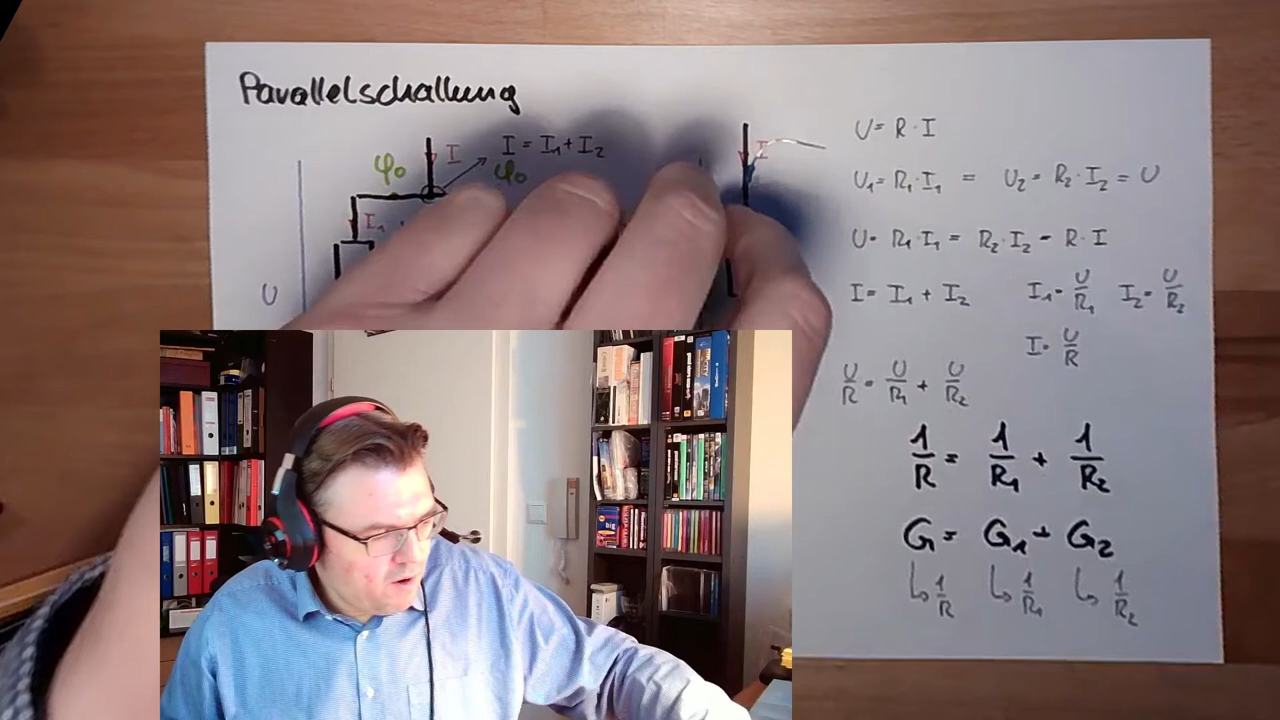 Parallelschaltung
φ₀ I I = I₁ + I₂
φ₀
I₁
U
I
U = R · I
U₁ = R₁ · I₁ = U₂ = R₂ · I₂ = U
U = R₁ · I₁ = R₂ · I₂ = R · I
I = I₁ + I₂ I₁ = U/R₁ I₂ = U/R₂
I = U/R
U/R = U/R₁ + U/R₂
1/R = 1/R₁ + 1/R₂
G = G₁ + G₂
↳ 1/R ↳ 1/R₁ ↳ 1/R₂
big